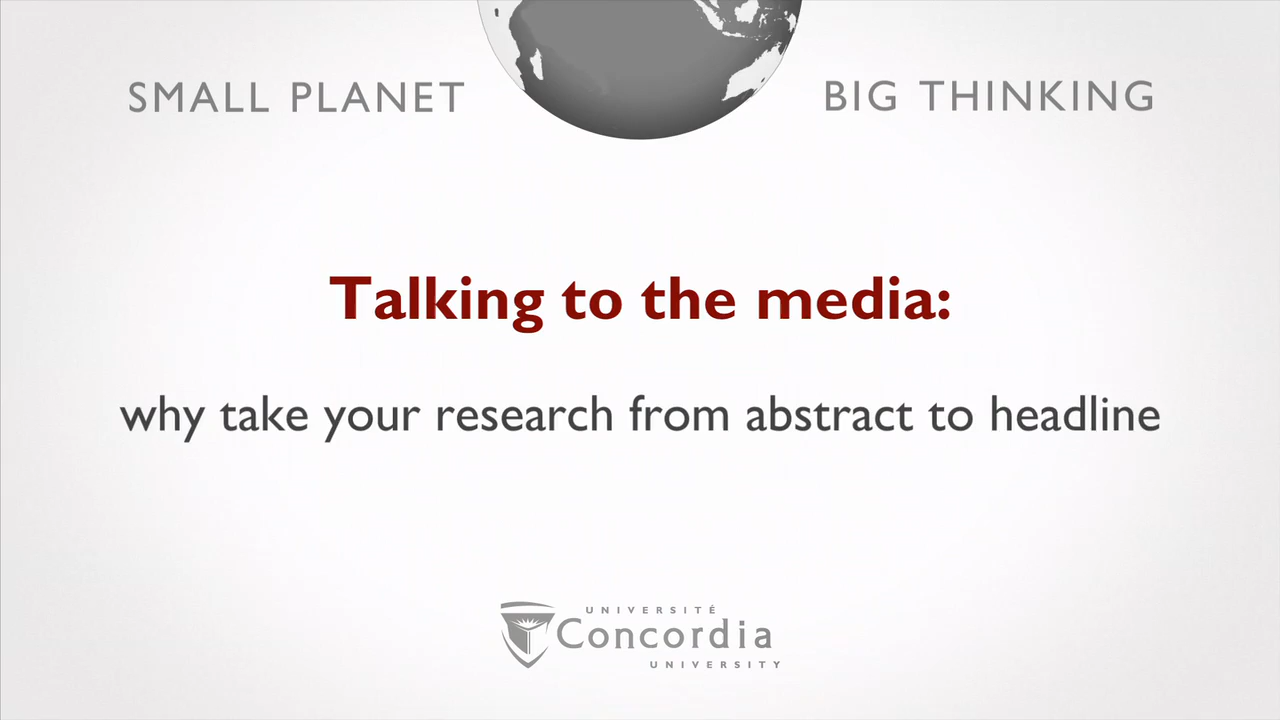 SMALL PLANET BIG THINKING
Talking to the media:
why take your research from abstract to headline
UNIVERSITÉ
Concordia
UNIVERSITY